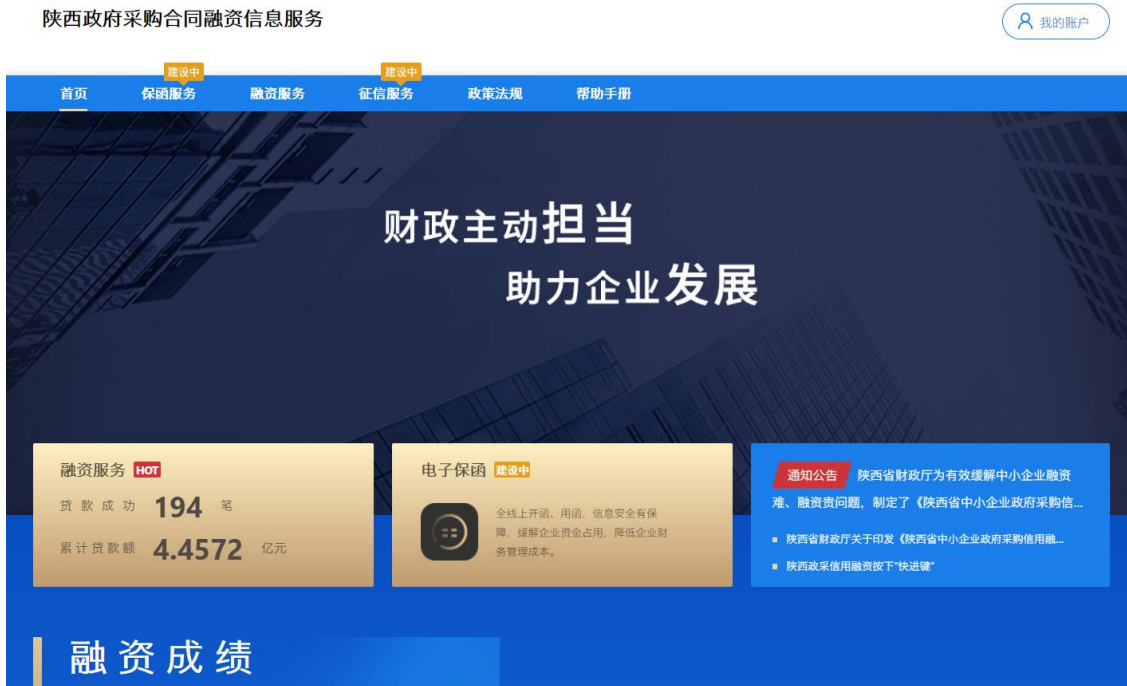 陕西政府采购合同融资信息服务
我的账户
建设中
建设中
首页 保函服务 融资服务 征信服务 政策法规 帮助手册
财政主动担当
助力企业发展
融资服务 HOT
贷款成功 194 笔
累计贷款额 4.4572 亿元
电子保函 建设中
全线上开函、用函、信息安全有保
障、缓解企业资金占用、降低企业财
务管理成本。
通知公告 陕西省财政厅为有效缓解中小企业融资
难、融资贵问题，制定了《陕西省中小企业政府采购信...
陕西省财政厅关于印发《陕西省中小企业政府采购信用融...
陕西政采信用融资按下“快进键”
融资成绩